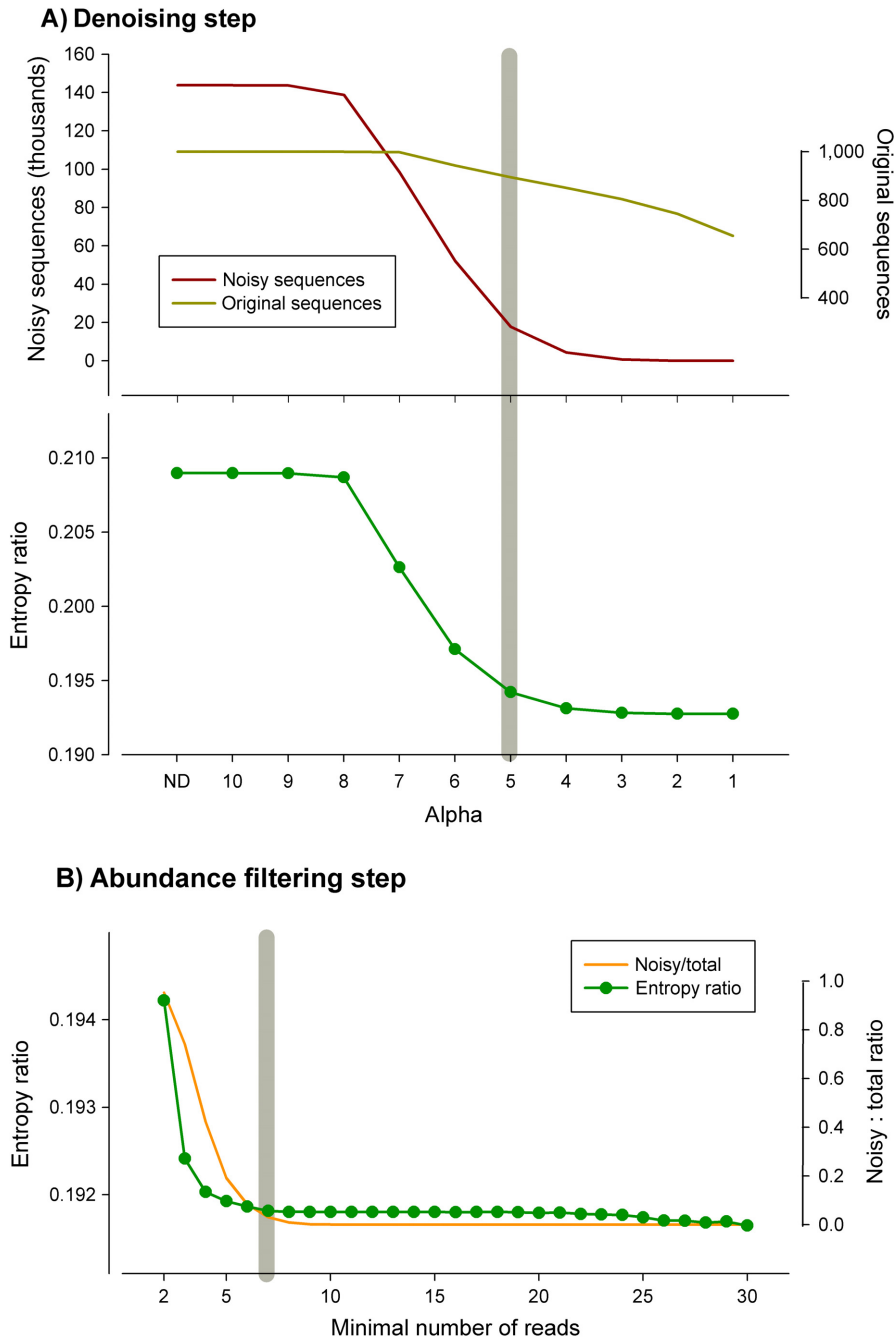 A) Denoising step
Noisy sequences (thousands)
160
140
120
100
80
60
40
20
0
Original sequences
1,000
800
600
400
Noisy sequences
Original sequences
Entropy ratio
0.210
0.205
0.200
0.195
0.190
ND 10 9 8 7 6 5 4 3 2 1
Alpha
B) Abundance filtering step
Entropy ratio
0.194
0.193
0.192
Noisy/total
Entropy ratio
Noisy : total ratio
1.0
0.8
0.6
0.4
0.2
0.0
2 5 10 15 20 25 30
Minimal number of reads